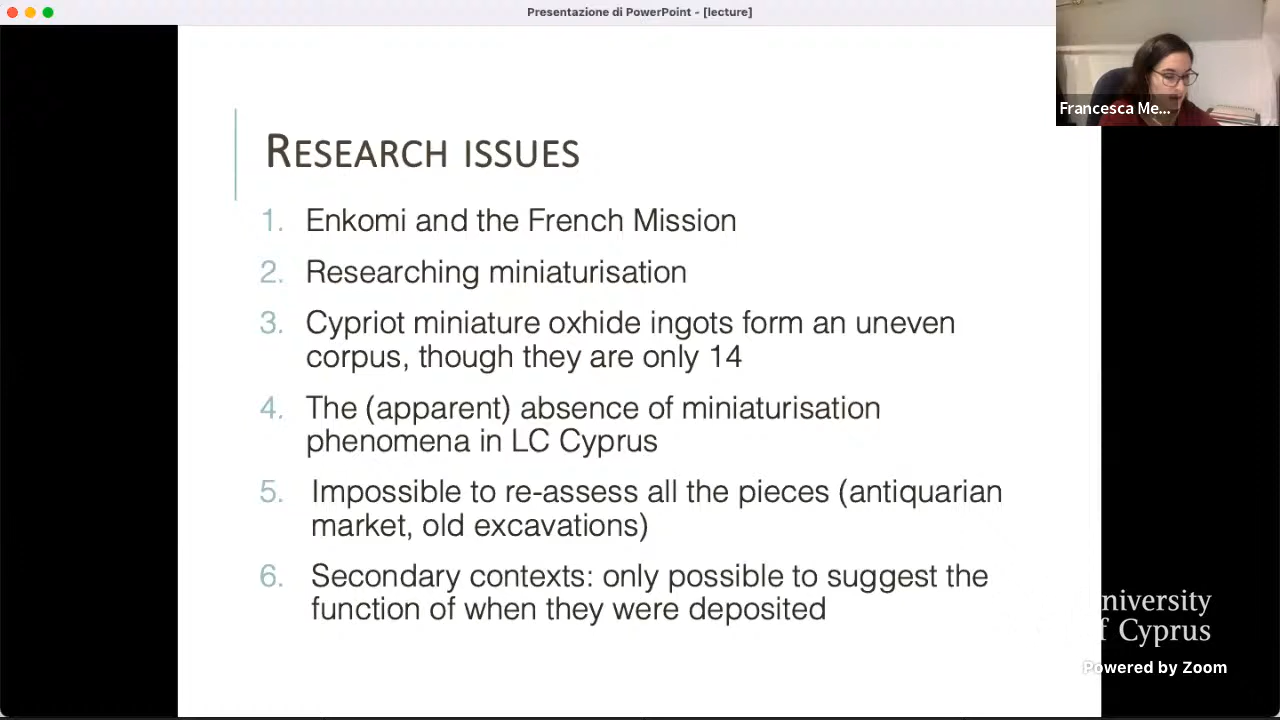 Presentazione di PowerPoint - [lecture]
Francesca Me...
RESEARCH ISSUES
1. Enkomi and the French Mission
2. Researching miniaturisation
3. Cypriot miniature oxhide ingots form an uneven
corpus, though they are only 14
4. The (apparent) absence of miniaturisation
phenomena in LC Cyprus
5. Impossible to re-assess all the pieces (antiquarian
market, old excavations)
6. Secondary contexts: only possible to suggest the
function of when they were deposited
niversity
f Cyprus
Powered by Zoom